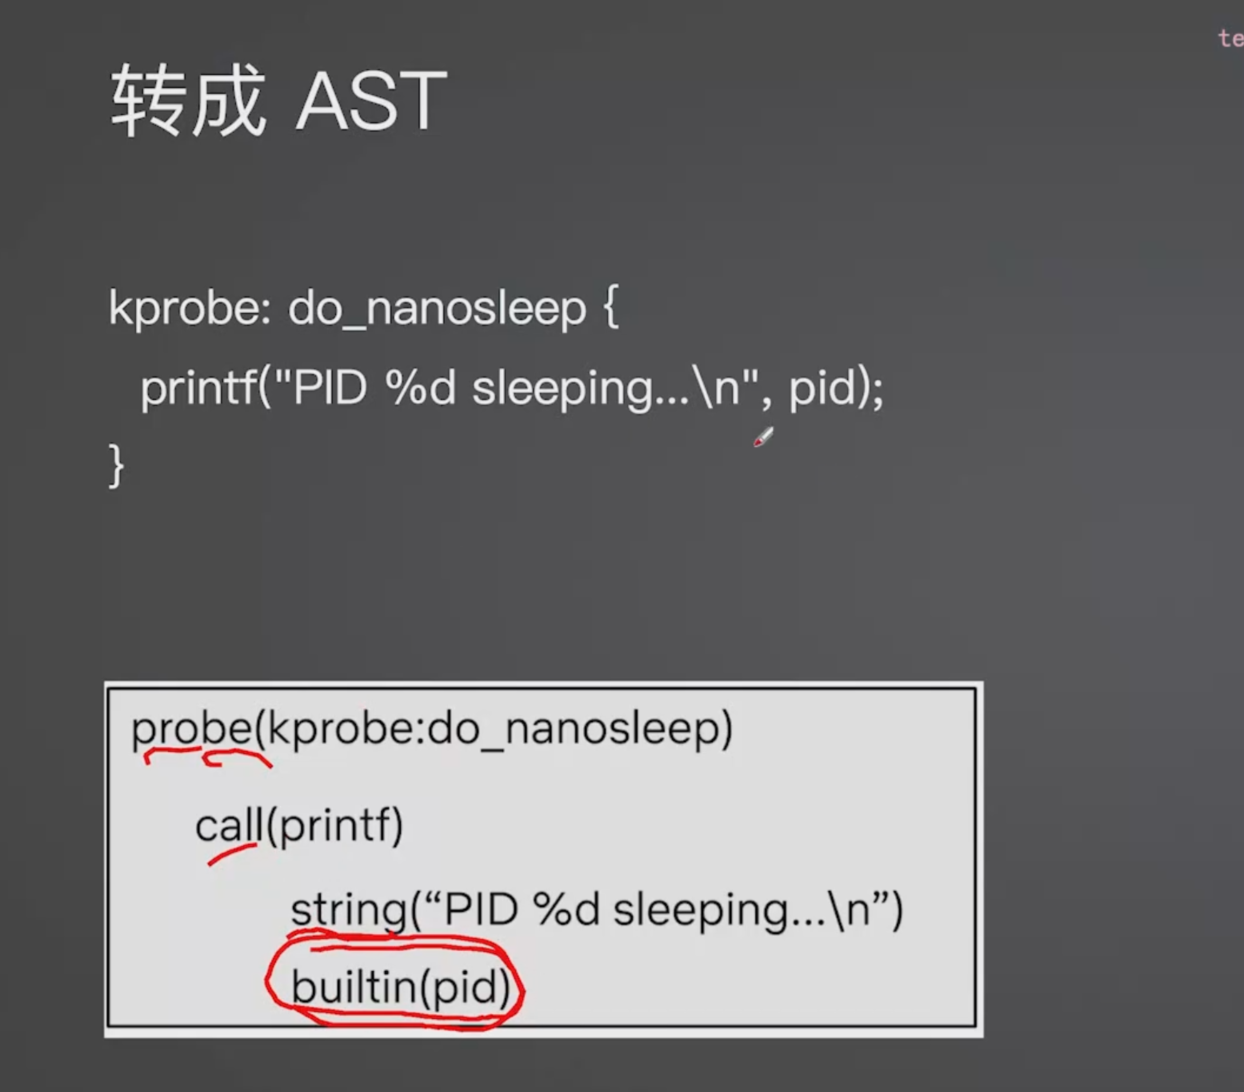 te
转成 AST
kprobe: do_nanosleep {
printf("PID %d sleeping...\n", pid);
}
probe(kprobe:do_nanosleep)
call(printf)
string(“PID %d sleeping...\n”)
builtin(pid)